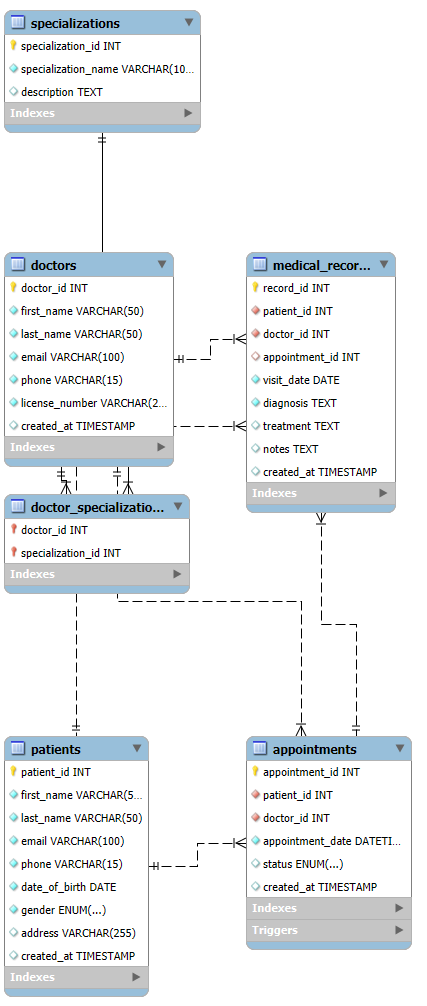 specializations
specialization_id INT
specialization_name VARCHAR(10...
description TEXT
Indexes
doctors
doctor_id INT
first_name VARCHAR(50)
last_name VARCHAR(50)
email VARCHAR(100)
phone VARCHAR(15)
license_number VARCHAR(2...
created_at TIMESTAMP
Indexes
medical_recor...
record_id INT
patient_id INT
doctor_id INT
appointment_id INT
visit_date DATE
diagnosis TEXT
treatment TEXT
notes TEXT
created_at TIMESTAMP
Indexes
doctor_specializatio...
doctor_id INT
specialization_id INT
Indexes
patients
patient_id INT
first_name VARCHAR(5...
last_name VARCHAR(50)
email VARCHAR(100)
phone VARCHAR(15)
date_of_birth DATE
gender ENUM(...)
address VARCHAR(255)
created_at TIMESTAMP
Indexes
appointments
appointment_id INT
patient_id INT
doctor_id INT
appointment_date DATETI...
status ENUM(...)
created_at TIMESTAMP
Indexes
Triggers